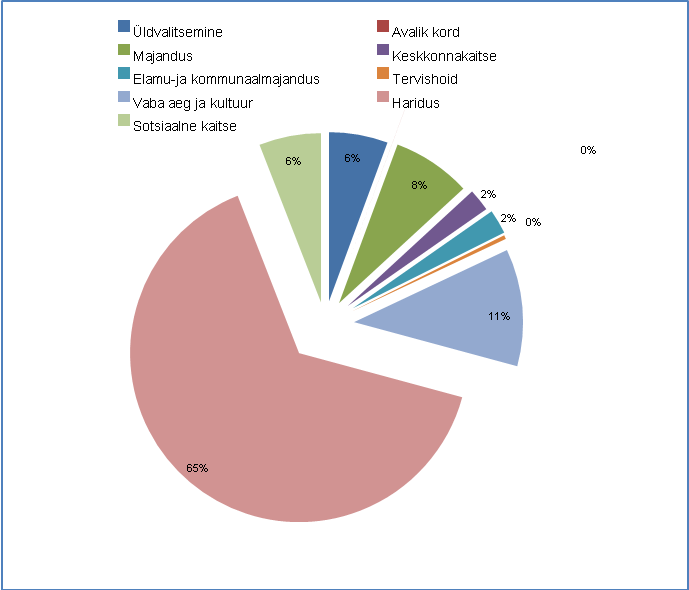 Üldvalitsemine
Avalik kord
Majandus
Keskkonnakaitse
Elamu-ja kommunaalmajandus
Tervishoid
Vaba aeg ja kultuur
Haridus
Sotsiaalne kaitse
6%
6%
0%
8%
2%
2%
0%
11%
65%